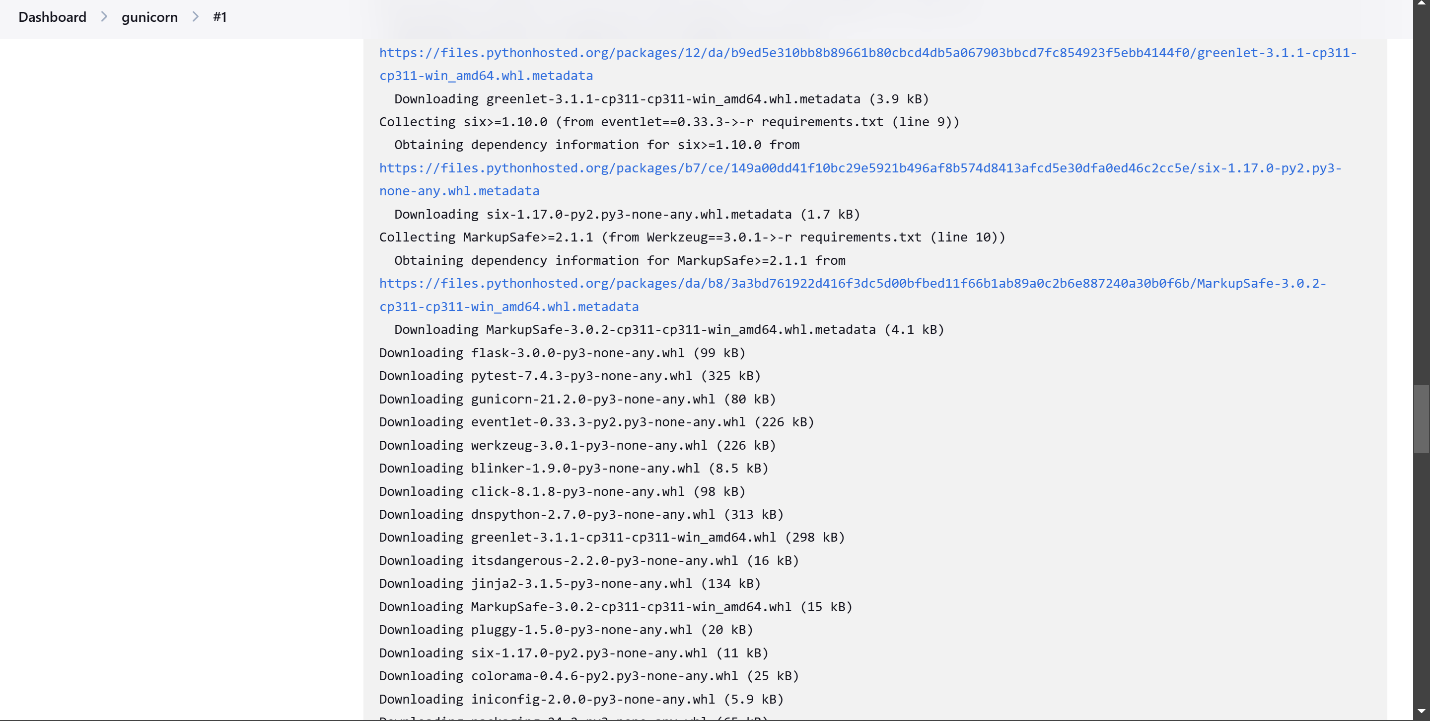 Dashboard > gunicorn > #1
https://files.pythonhosted.org/packages/12/da/b9ed5e310bb8b89661b80cbcd4db5a067903bbcd7fc854923f5ebb4144f0/greenlet-3.1.1-cp311-
cp311-win_amd64.whl.metadata
  Downloading greenlet-3.1.1-cp311-cp311-win_amd64.whl.metadata (3.9 kB)
Collecting six>=1.10.0 (from eventlet==0.33.3->-r requirements.txt (line 9))
  Obtaining dependency information for six>=1.10.0 from
https://files.pythonhosted.org/packages/b7/ce/149a00dd41f10bc29e5921b496af8b574d8413afcd5e30dfa0ed46c2cc5e/six-1.17.0-py2.py3-
none-any.whl.metadata
  Downloading six-1.17.0-py2.py3-none-any.whl.metadata (1.7 kB)
Collecting MarkupSafe>=2.1.1 (from Werkzeug==3.0.1->-r requirements.txt (line 10))
  Obtaining dependency information for MarkupSafe>=2.1.1 from
https://files.pythonhosted.org/packages/da/b8/3a3bd761922d416f3dc5d00bfbed11f66b1ab89a0c2b6e887240a30b0f6b/MarkupSafe-3.0.2-
cp311-cp311-win_amd64.whl.metadata
  Downloading MarkupSafe-3.0.2-cp311-cp311-win_amd64.whl.metadata (4.1 kB)
Downloading flask-3.0.0-py3-none-any.whl (99 kB)
Downloading pytest-7.4.3-py3-none-any.whl (325 kB)
Downloading gunicorn-21.2.0-py3-none-any.whl (80 kB)
Downloading eventlet-0.33.3-py2.py3-none-any.whl (226 kB)
Downloading werkzeug-3.0.1-py3-none-any.whl (226 kB)
Downloading blinker-1.9.0-py3-none-any.whl (8.5 kB)
Downloading click-8.1.8-py3-none-any.whl (98 kB)
Downloading dnspython-2.7.0-py3-none-any.whl (313 kB)
Downloading greenlet-3.1.1-cp311-cp311-win_amd64.whl (298 kB)
Downloading itsdangerous-2.2.0-py3-none-any.whl (16 kB)
Downloading jinja2-3.1.5-py3-none-any.whl (134 kB)
Downloading MarkupSafe-3.0.2-cp311-cp311-win_amd64.whl (15 kB)
Downloading pluggy-1.5.0-py3-none-any.whl (20 kB)
Downloading six-1.17.0-py2.py3-none-any.whl (11 kB)
Downloading colorama-0.4.6-py2.py3-none-any.whl (25 kB)
Downloading iniconfig-2.0.0-py3-none-any.whl (5.9 kB)